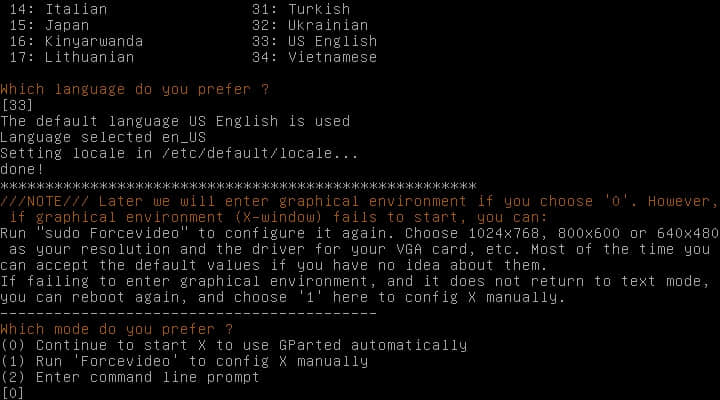 14: Italian 31: Turkish
15: Japan 32: Ukrainian
16: Kinyarwanda 33: US English
17: Lithuanian 34: Vietnamese
Which language do you prefer ?
[33]
The default language US English is used
Language selected en_US
Setting locale in /etc/default/locale...
done!
*****************************************************
///NOTE/// Later we will enter graphical environment if you choose '0'. However,
if graphical environment (X-window) fails to start, you can:
Run "sudo Forcevideo" to configure it again. Choose 1024x768, 800x600 or 640x480
as your resolution and the driver for your VGA card, etc. Most of the time you
can accept the default values if you have no idea about them.
If failing to enter graphical environment, and it does not return to text mode,
you can reboot again, and choose '1' here to config X manually.
------------------------------------------
Which mode do you prefer ?
(0) Continue to start X to use GParted automatically
(1) Run 'Forcevideo' to config X manually
(2) Enter command line prompt
[0]